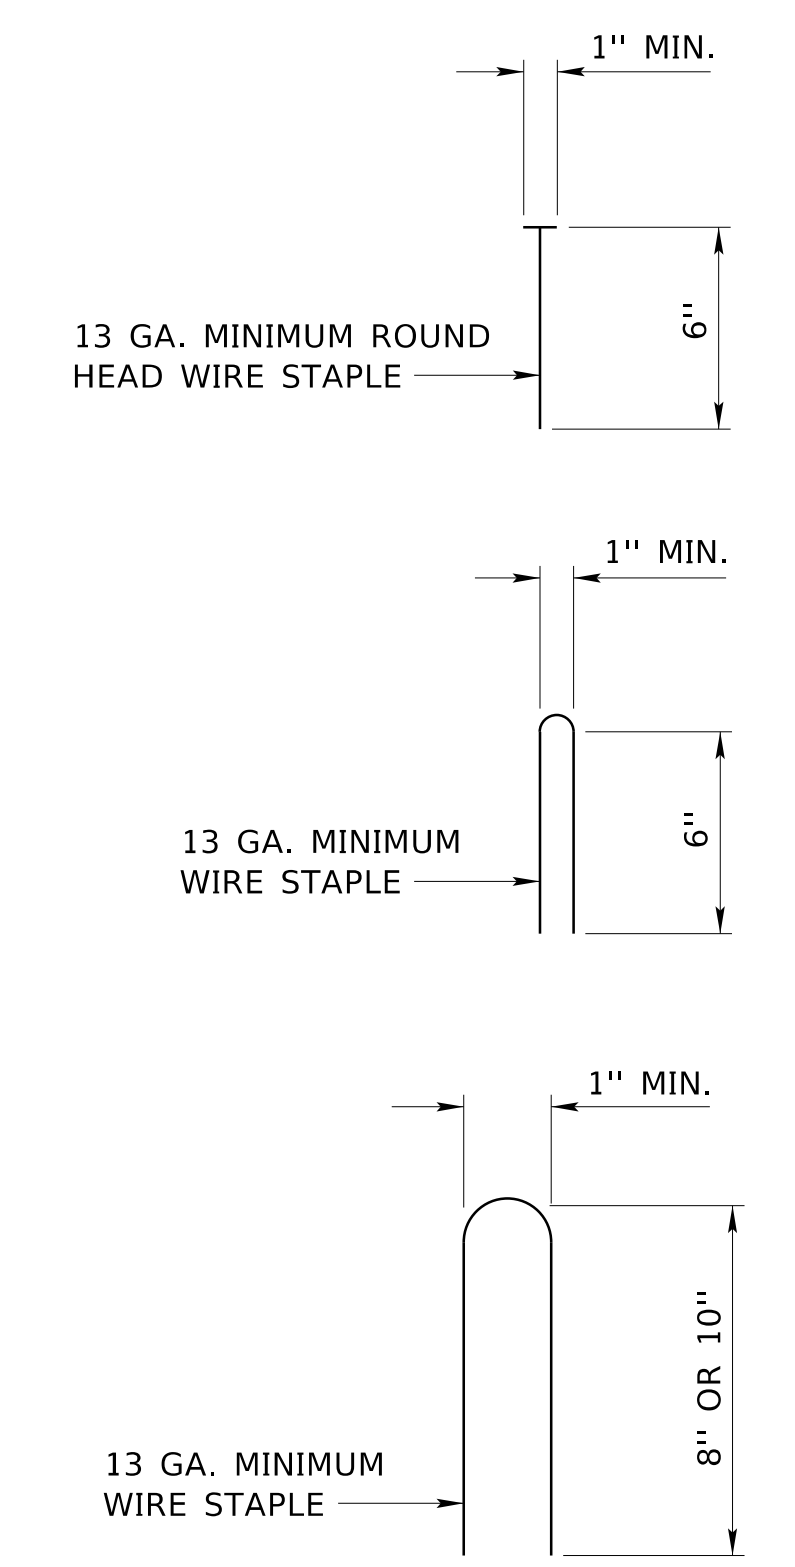 1'' MIN.
6''
13 GA. MINIMUM ROUND
HEAD WIRE STAPLE
1'' MIN.
6''
13 GA. MINIMUM
WIRE STAPLE
1'' MIN.
8'' OR 10''
13 GA. MINIMUM
WIRE STAPLE